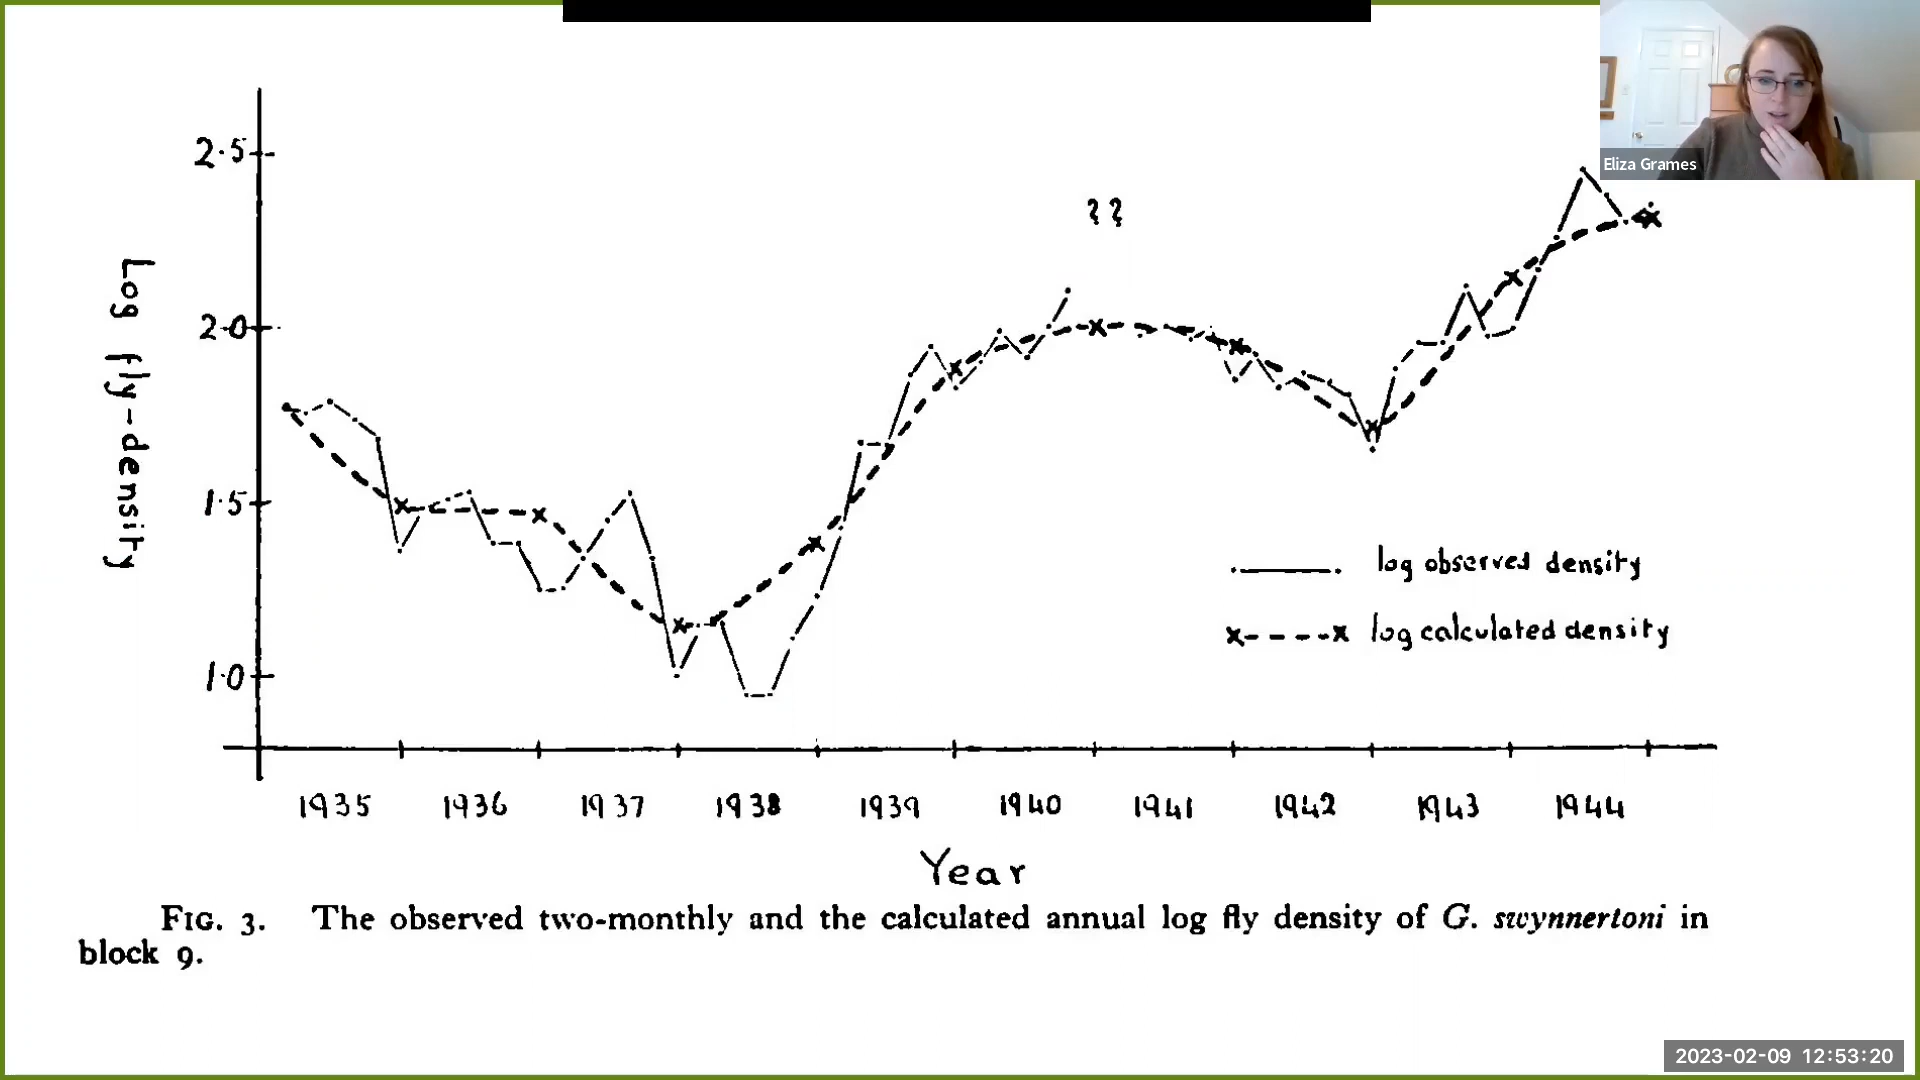 Eliza Grames
2.5
??
2.0
Log fly-density
1.5
log observed density
log calculated density
1.0
1935 1936 1937 1938 1939 1940 1941 1942 1943 1944
Year
FIG. 3. The observed two-monthly and the calculated annual log fly density of G. swynnertoni in
block 9.
2023-02-09 12:53:20